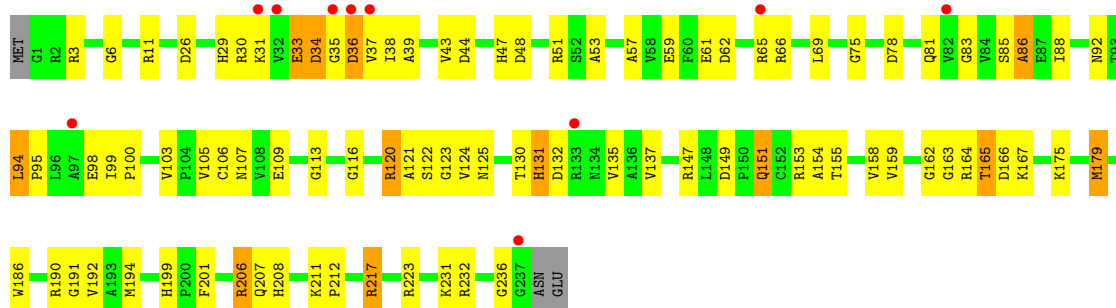 MET G1 R2 R3 G6 R11 D26 H29 R30 K31 V32 E33 D34 G35 D36 V37 I38 A39 V43 D44 H47 D48 R51 S52 A53 A57 V58 E59 F60 E61 D62 R65 R66 L69 G75 D78 Q81 V82 G83 V84 S85 A86 E87 I88 N92 T93
L94 P95 L96 A97 E98 I99 P100 V103 P104 V105 C106 N107 V108 E109 G113 G116 R120 A121 S122 G123 V124 N125 T130 H131 D132 R133 N134 V135 A136 V137 R147 L148 D149 P150 Q151 C152 R153 A154 T155 V158 V159 G162 G163 R164 T165 D166 K167 K175 M179
W186 R190 G191 V192 A193 M194 H199 P200 F201 R206 Q207 H208 K211 P212 R217 R223 K231 R232 G236 G237 ASN GLU